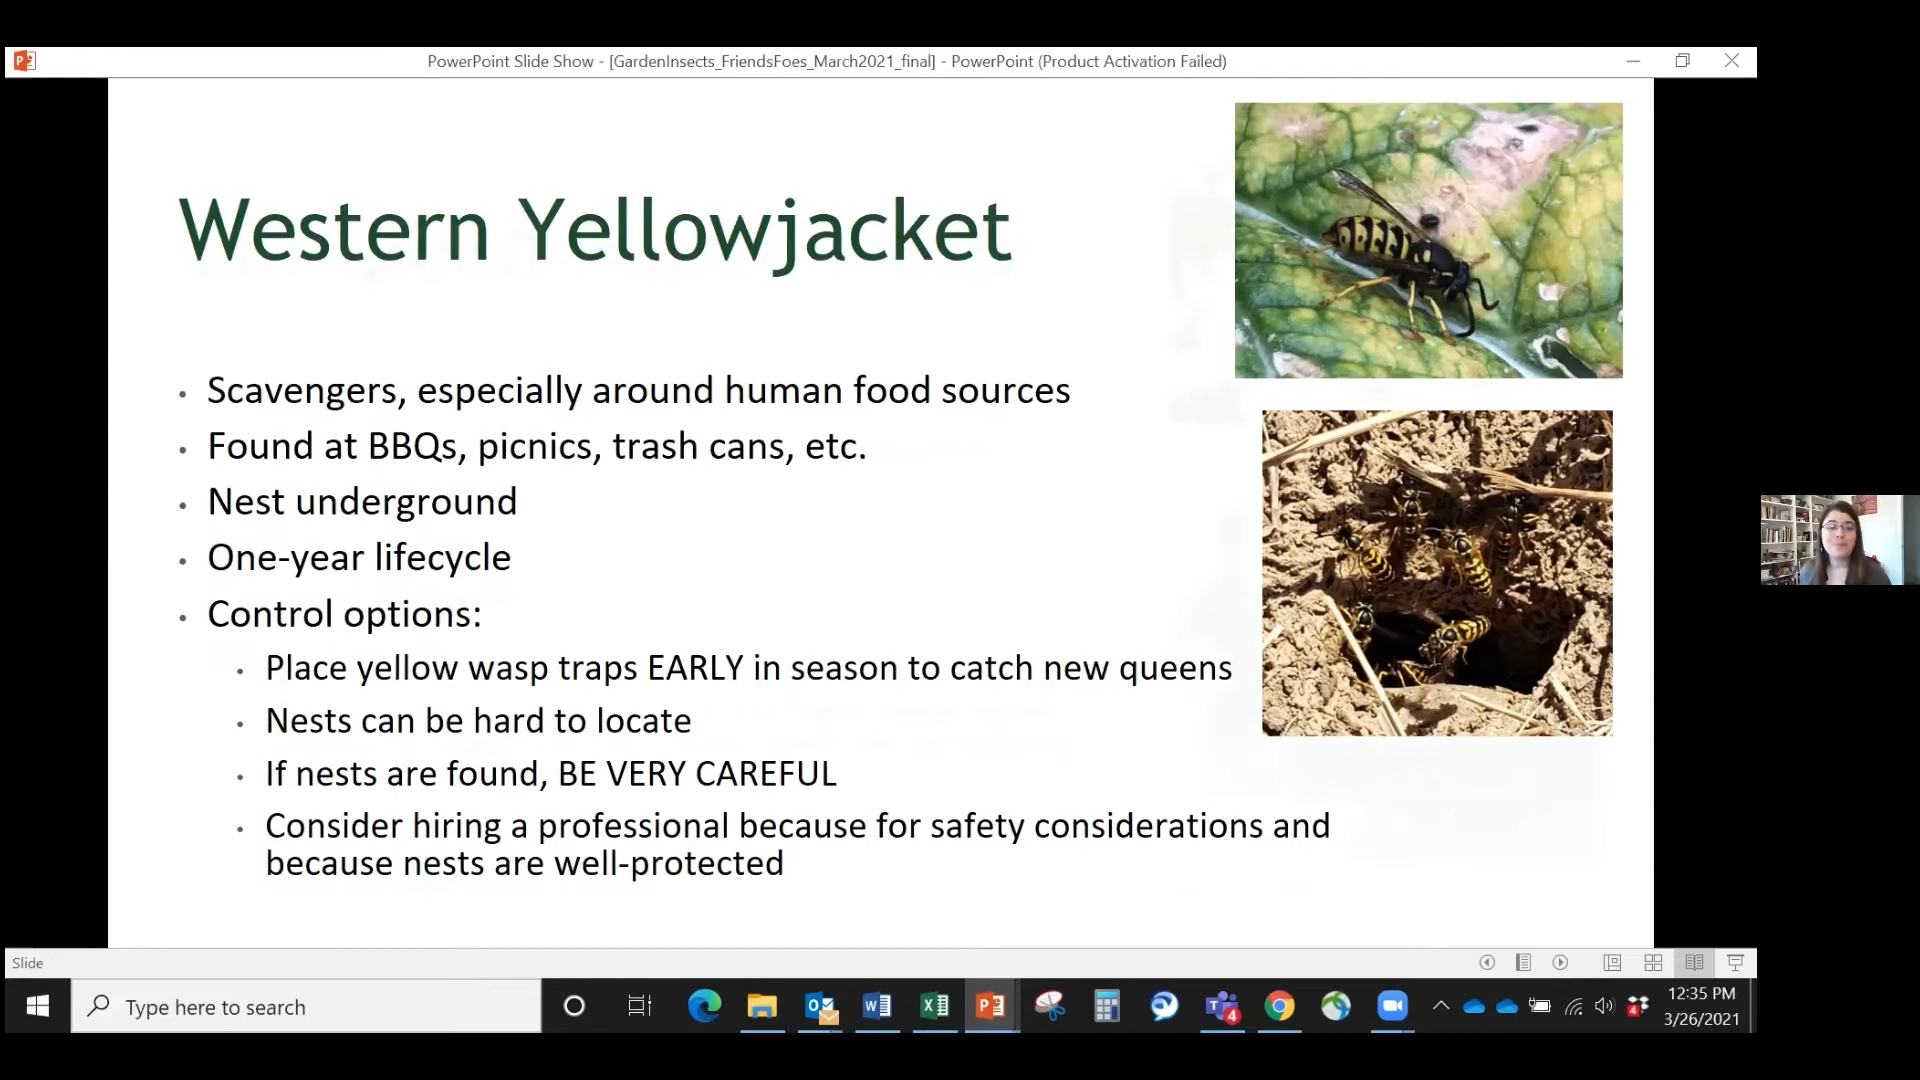 PowerPoint Slide Show - [GardenInsects_FriendsFoes_March2021_final] - PowerPoint (Product Activation Failed)
Western Yellowjacket
Scavengers, especially around human food sources
Found at BBQs, picnics, trash cans, etc.
Nest underground
One-year lifecycle
Control options:
Place yellow wasp traps EARLY in season to catch new queens
Nests can be hard to locate
If nests are found, BE VERY CAREFUL
Consider hiring a professional because for safety considerations and
because nests are well-protected
Slide
Type here to search
4
4
12:35 PM
3/26/2021